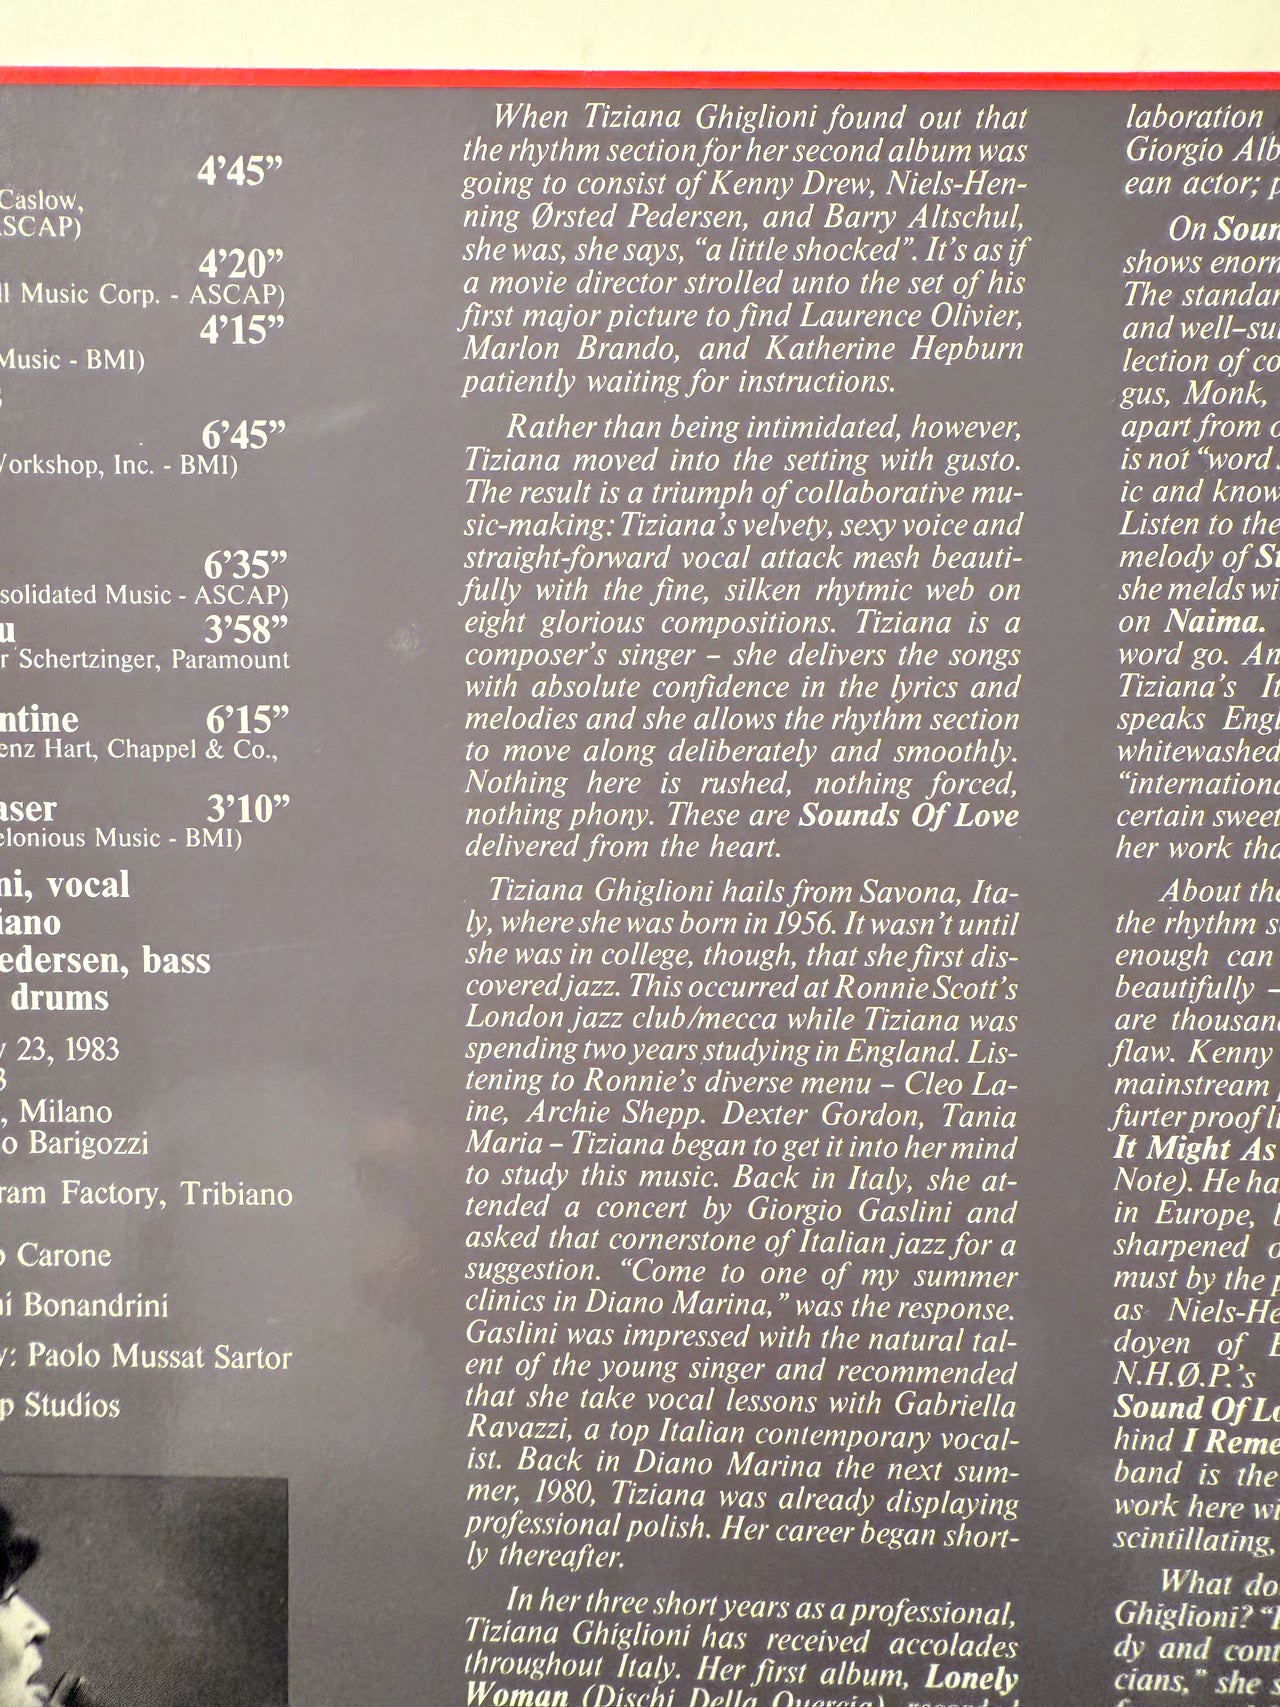 4’45”
Caslow,
ASCAP)
4’20”
ll Music Corp. - ASCAP)
4’15”
Music - BMI)
6’45”
Workshop, Inc. - BMI)
6’35”
solidated Music - ASCAP)
u 3’58”
r Schertzinger, Paramount
ntine 6’15”
enz Hart, Chappel & Co.,
aser 3’10”
elonious Music - BMI)
ni, vocal
iano
edersen, bass
drums
y 23, 1983
3
, Milano
o Barigozzi
ram Factory, Tribiano
o Carone
ni Bonandrini
y: Paolo Mussat Sartor
p Studios
When Tiziana Ghiglioni found out that
the rhythm section for her second album was
going to consist of Kenny Drew, Niels-Hen-
ning Ørsted Pedersen, and Barry Altschul,
she was, she says, “a little shocked”. It’s as if
a movie director strolled unto the set of his
first major picture to find Laurence Olivier,
Marlon Brando, and Katherine Hepburn
patiently waiting for instructions.
Rather than being intimidated, however,
Tiziana moved into the setting with gusto.
The result is a triumph of collaborative mu-
sic-making: Tiziana’s velvety, sexy voice and
straight-forward vocal attack mesh beauti-
fully with the fine, silken rhytmic web on
eight glorious compositions. Tiziana is a
composer’s singer – she delivers the songs
with absolute confidence in the lyrics and
melodies and she allows the rhythm section
to move along deliberately and smoothly.
Nothing here is rushed, nothing forced,
nothing phony. These are Sounds Of Love
delivered from the heart.
Tiziana Ghiglioni hails from Savona, Ita-
ly, where she was born in 1956. It wasn’t until
she was in college, though, that she first dis-
covered jazz. This occurred at Ronnie Scott’s
London jazz club/mecca while Tiziana was
spending two years studying in England. Lis-
tening to Ronnie’s diverse menu – Cleo La-
ine, Archie Shepp. Dexter Gordon, Tania
Maria – Tiziana began to get it into her mind
to study this music. Back in Italy, she at-
tended a concert by Giorgio Gaslini and
asked that cornerstone of Italian jazz for a
suggestion. “Come to one of my summer
clinics in Diano Marina,” was the response.
Gaslini was impressed with the natural tal-
ent of the young singer and recommended
that she take vocal lessons with Gabriella
Ravazzi, a top Italian contemporary vocal-
ist. Back in Diano Marina the next sum-
mer, 1980, Tiziana was already displaying
professional polish. Her career began short-
ly thereafter.
In her three short years as a professional,
Tiziana Ghiglioni has received accolades
throughout Italy. Her first album, Lonely
Woman (Dischi Della Quercia), recorded
laboration
Giorgio Alb
ean actor; p
On Soun
shows enorm
The standar
and well–su
lection of co
gus, Monk,
apart from o
is not “word
ic and know
Listen to the
melody of St
she melds wi
on Naima.
word go. An
Tiziana’s It
speaks Engl
whitewashed
“internationa
certain sweet
her work tha
About the
the rhythm s
enough can
beautifully –
are thousan
flaw. Kenny
mainstream
furter proof l
It Might As
Note). He ha
in Europe, b
sharpened o
must by the p
as Niels-He
doyen of E
N.H.Ø.P.’s
Sound Of Lo
hind I Reme
band is the
work here wi
scintillating,
What do
Ghiglioni? “I
dy and cont
cians,” she s